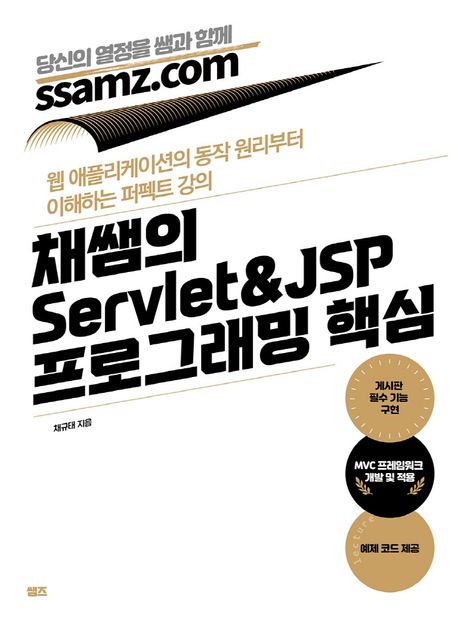 당신의 열정을 쌤과 함께
ssamz.com
웹 애플리케이션의 동작 원리부터
이해하는 퍼펙트 강의
채쌤의
Servlet&JSP
프로그래밍 핵심
채규태 지음
게시판
필수 기능
구현
MVC 프레임워크
개발 및 적용
lecture
예제 코드 제공
쌤즈